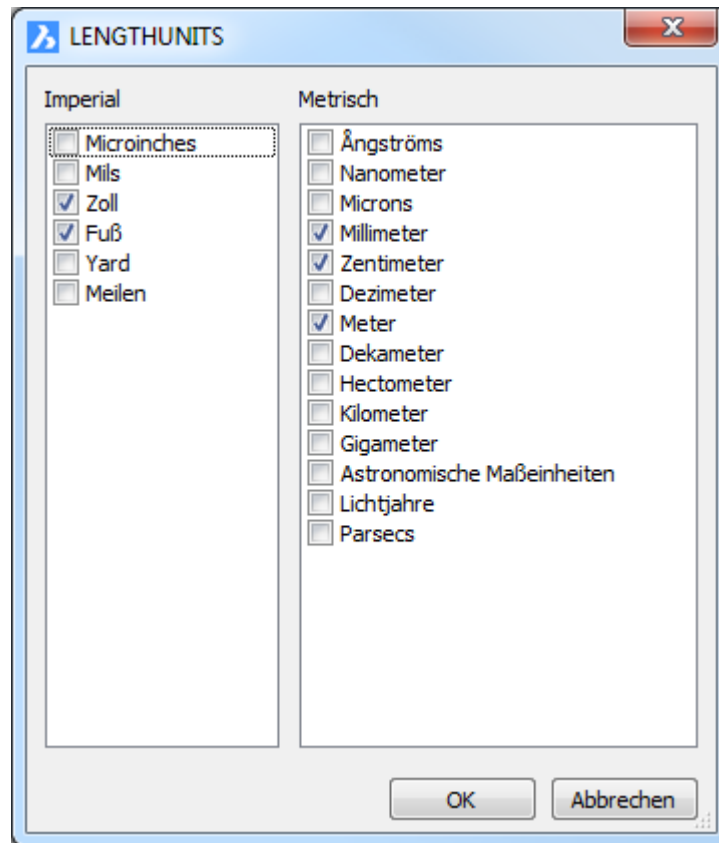 LENGTHUNITS
Imperial
Microinches
Mils
Zoll
Fuß
Yard
Meilen
Metrisch
Ångströms
Nanometer
Microns
Millimeter
Zentimeter
Dezimeter
Meter
Dekameter
Hectometer
Kilometer
Gigameter
Astronomische Maßeinheiten
Lichtjahre
Parsecs
OK
Abbrechen